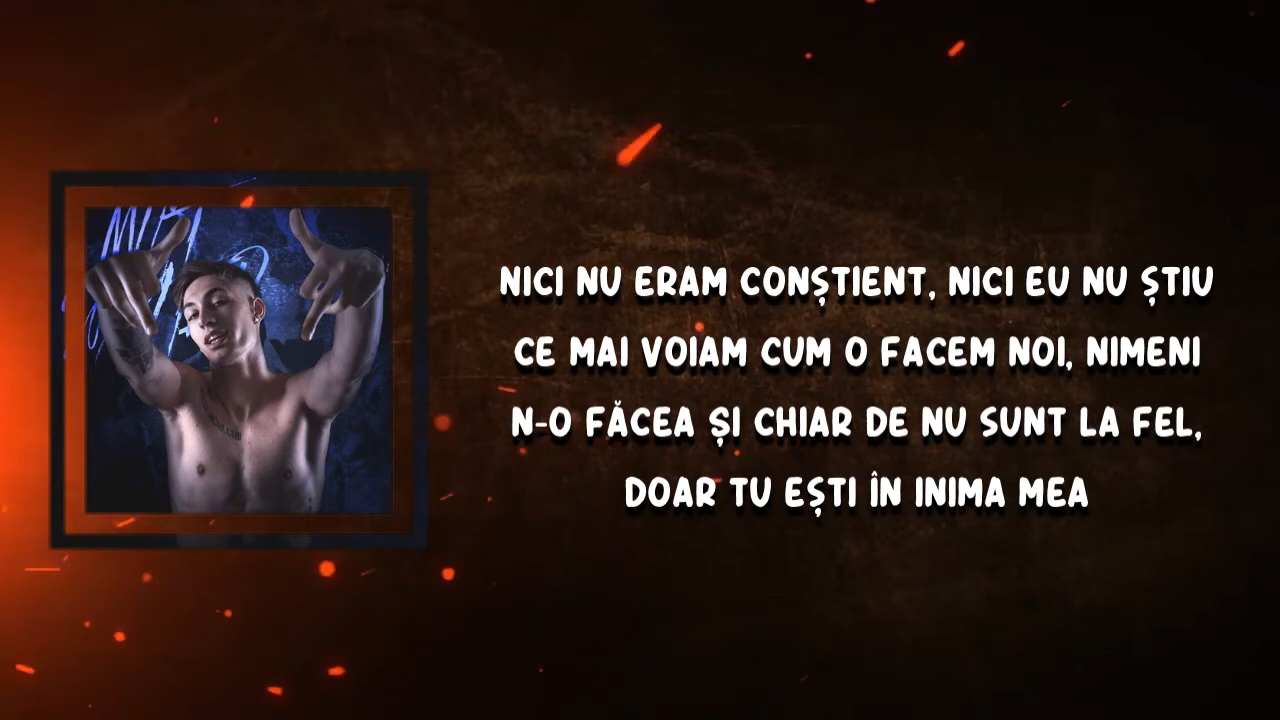 NICI NU ERAM CONȘTIENT, NICI EU NU ȘTIU
CE MAI VOIAM CUM O FACEM NOI, NIMENI
N-O FĂCEA ȘI CHIAR DE NU SUNT LA FEL,
DOAR TU EȘTI ÎN INIMA MEA